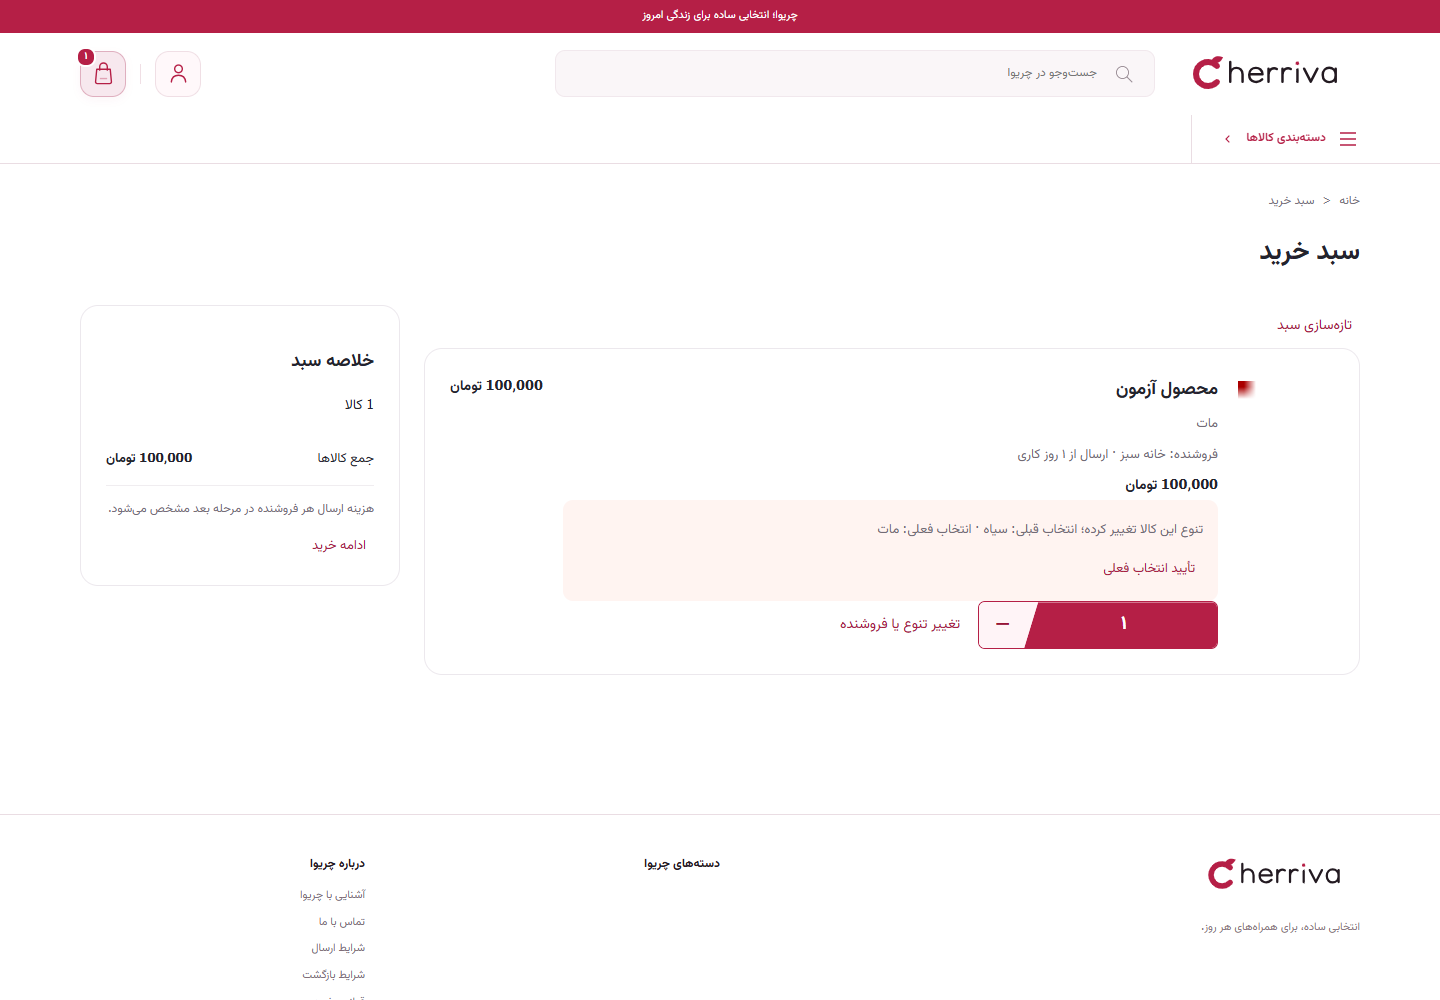 چریوا؛ انتخابی ساده برای زندگی امروز
Cherriva
جست‌وجو در چریوا
۱
دسته‌بندی کالاها
خانه > سبد خرید
سبد خرید
تازه‌سازی سبد
محصول آزمون
100,000 تومان
مات
فروشنده: خانه سبز · ارسال از ۱ روز کاری
100,000 تومان
تنوع این کالا تغییر کرده؛ انتخاب قبلی: سیاه · انتخاب فعلی: مات
تأیید انتخاب فعلی
۱ −
تغییر تنوع یا فروشنده
خلاصه سبد
1 کالا
جمع کالاها 100,000 تومان
هزینه ارسال هر فروشنده در مرحله بعد مشخص می‌شود.
ادامه خرید
Cherriva
انتخابی ساده، برای همراه‌های هر روز.
دسته‌های چریوا
درباره چریوا
آشنایی با چریوا
تماس با ما
شرایط ارسال
شرایط بازگشت